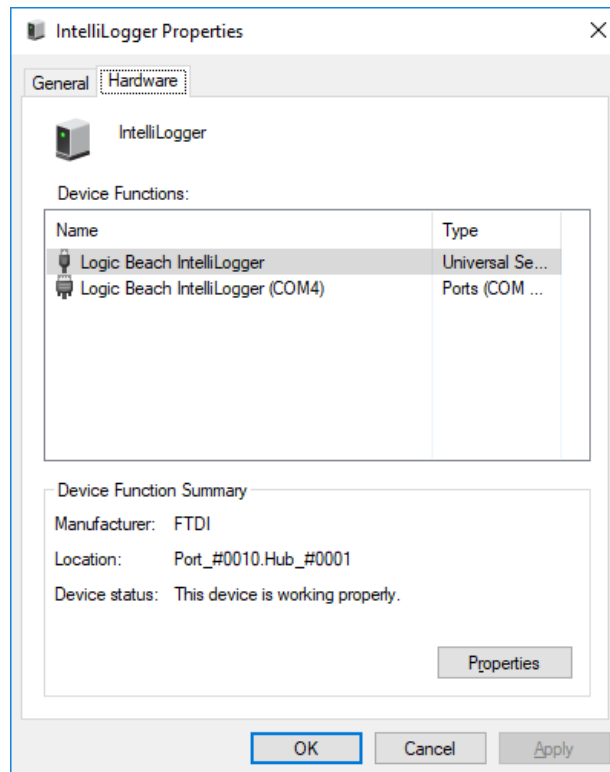 IntelliLogger Properties
General Hardware
IntelliLogger
Device Functions:
Name Type
Logic Beach IntelliLogger Universal Se...
Logic Beach IntelliLogger (COM4) Ports (COM ...
Device Function Summary
Manufacturer: FTDI
Location: Port_#0010.Hub_#0001
Device status: This device is working properly.
Properties
OK Cancel Apply